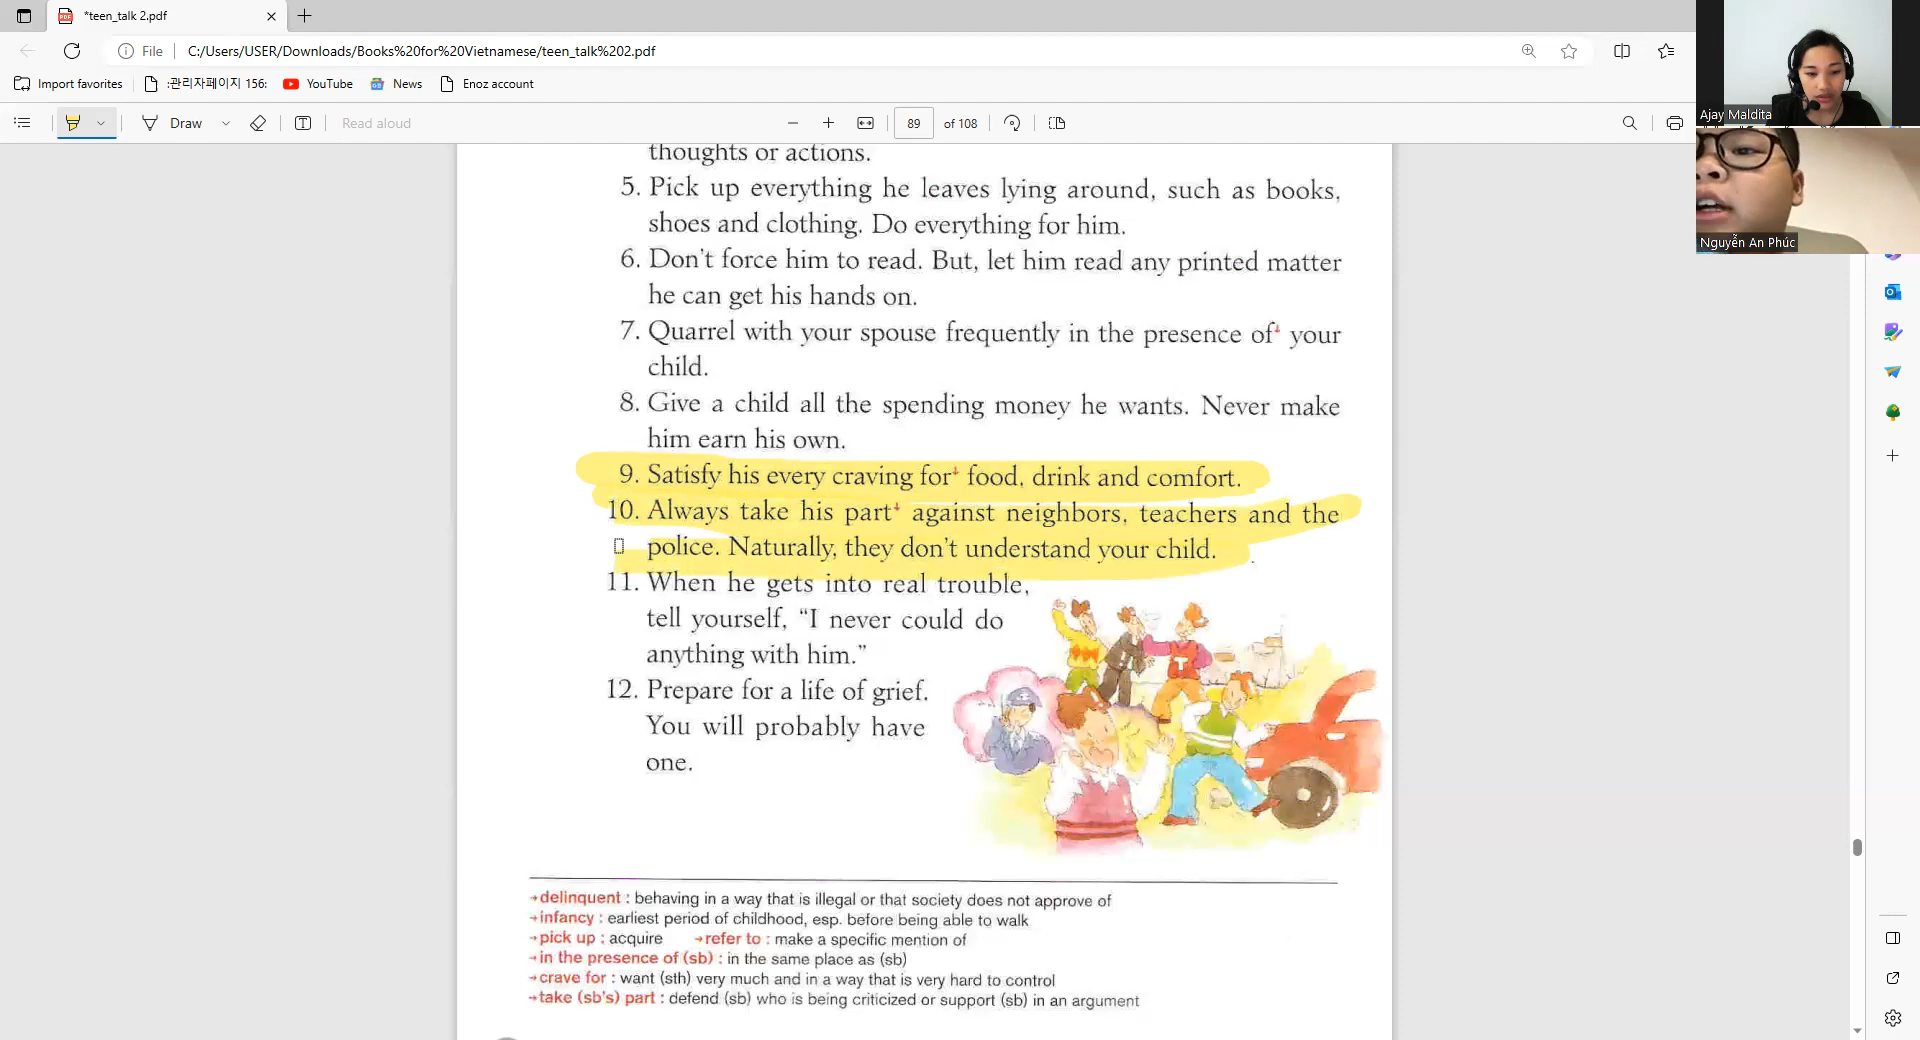 *teen_talk 2.pdf
File C:/Users/USER/Downloads/Books%20for%20Vietnamese/teen_talk%202.pdf
Import favorites :관리자페이지 156: YouTube News Enoz account
Draw Read aloud 89 of 108
Ajay Maldita
Nguyễn An Phúc
thoughts or actions.
5. Pick up everything he leaves lying around, such as books,
shoes and clothing. Do everything for him.
6. Don't force him to read. But, let him read any printed matter
he can get his hands on.
7. Quarrel with your spouse frequently in the presence of your
child.
8. Give a child all the spending money he wants. Never make
him earn his own.
9. Satisfy his every craving for food, drink and comfort.
10. Always take his part against neighbors, teachers and the
police. Naturally, they don't understand your child.
11. When he gets into real trouble,
tell yourself, "I never could do
anything with him."
12. Prepare for a life of grief.
You will probably have
one.
T
→delinquent : behaving in a way that is illegal or that society does not approve of
→infancy : earliest period of childhood, esp. before being able to walk
→pick up : acquire →refer to : make a specific mention of
→in the presence of (sb) : in the same place as (sb)
→crave for : want (sth) very much and in a way that is very hard to control
→take (sb's) part : defend (sb) who is being criticized or support (sb) in an argument